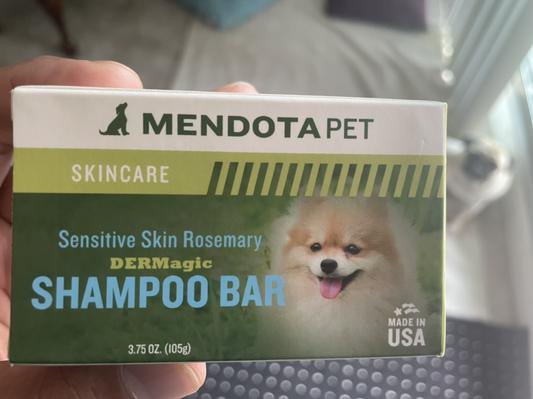 MENDOTA PET
SKINCARE
Sensitive Skin Rosemary
DERMagic
SHAMPOO BAR
3.75 OZ. (105g)
MADE IN
USA